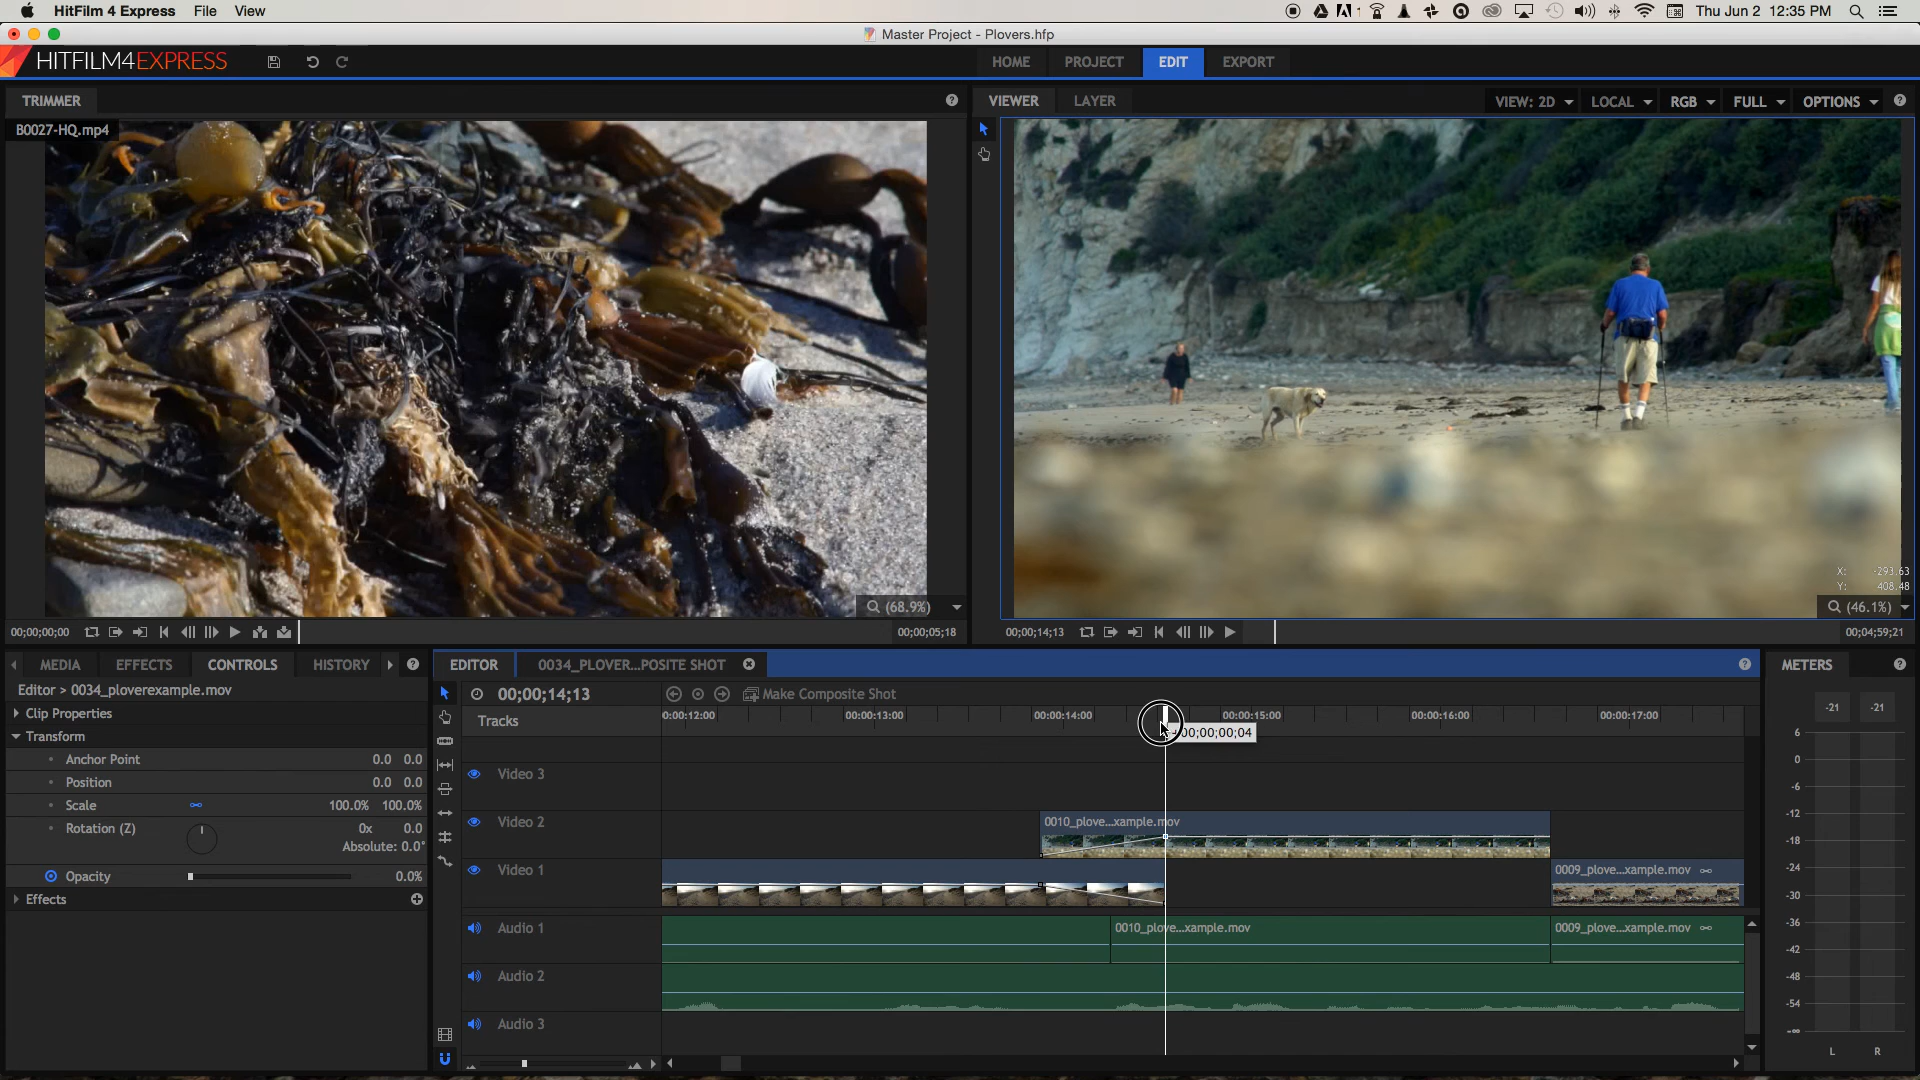 HitFilm 4 Express File View
1 Thu Jun 2 12:35 PM
Master Project - Plovers.hfp
HITFILM4EXPRESS
HOME PROJECT EDIT EXPORT
TRIMMER
VIEWER LAYER VIEW: 2D LOCAL RGB FULL OPTIONS
B0027-HQ.mp4
X: -293.63
Y: 408.48
(68.9%)
(46.1%)
00;00;00;00 00;00;05;18
00;00;14;13 00;04;59;21
MEDIA EFFECTS CONTROLS HISTORY
EDITOR 0034_PLOVER...POSITE SHOT
METERS
Editor > 0034_ploverexample.mov
00;00;14;13 Make Composite Shot
Clip Properties
Transform
Anchor Point 0.0 0.0
Position 0.0 0.0
Scale 100.0% 100.0%
Rotation (Z) 0x 0.0
Absolute: 0.0°
Opacity 0.0%
Effects
Tracks
0:00:12:00 00:00:13:00 00:00:14:00 00:00:15:00 00:00:16:00 00:00:17:00
00;00;00;04
Video 3
Video 2
0010_plove...xample.mov
Video 1
0009_plove...xample.mov
Audio 1
0010_plove...xample.mov
0009_plove...xample.mov
Audio 2
Audio 3
-21 -21
6
0
-6
-12
-18
-24
-30
-36
-42
-48
-54
-∞
L R